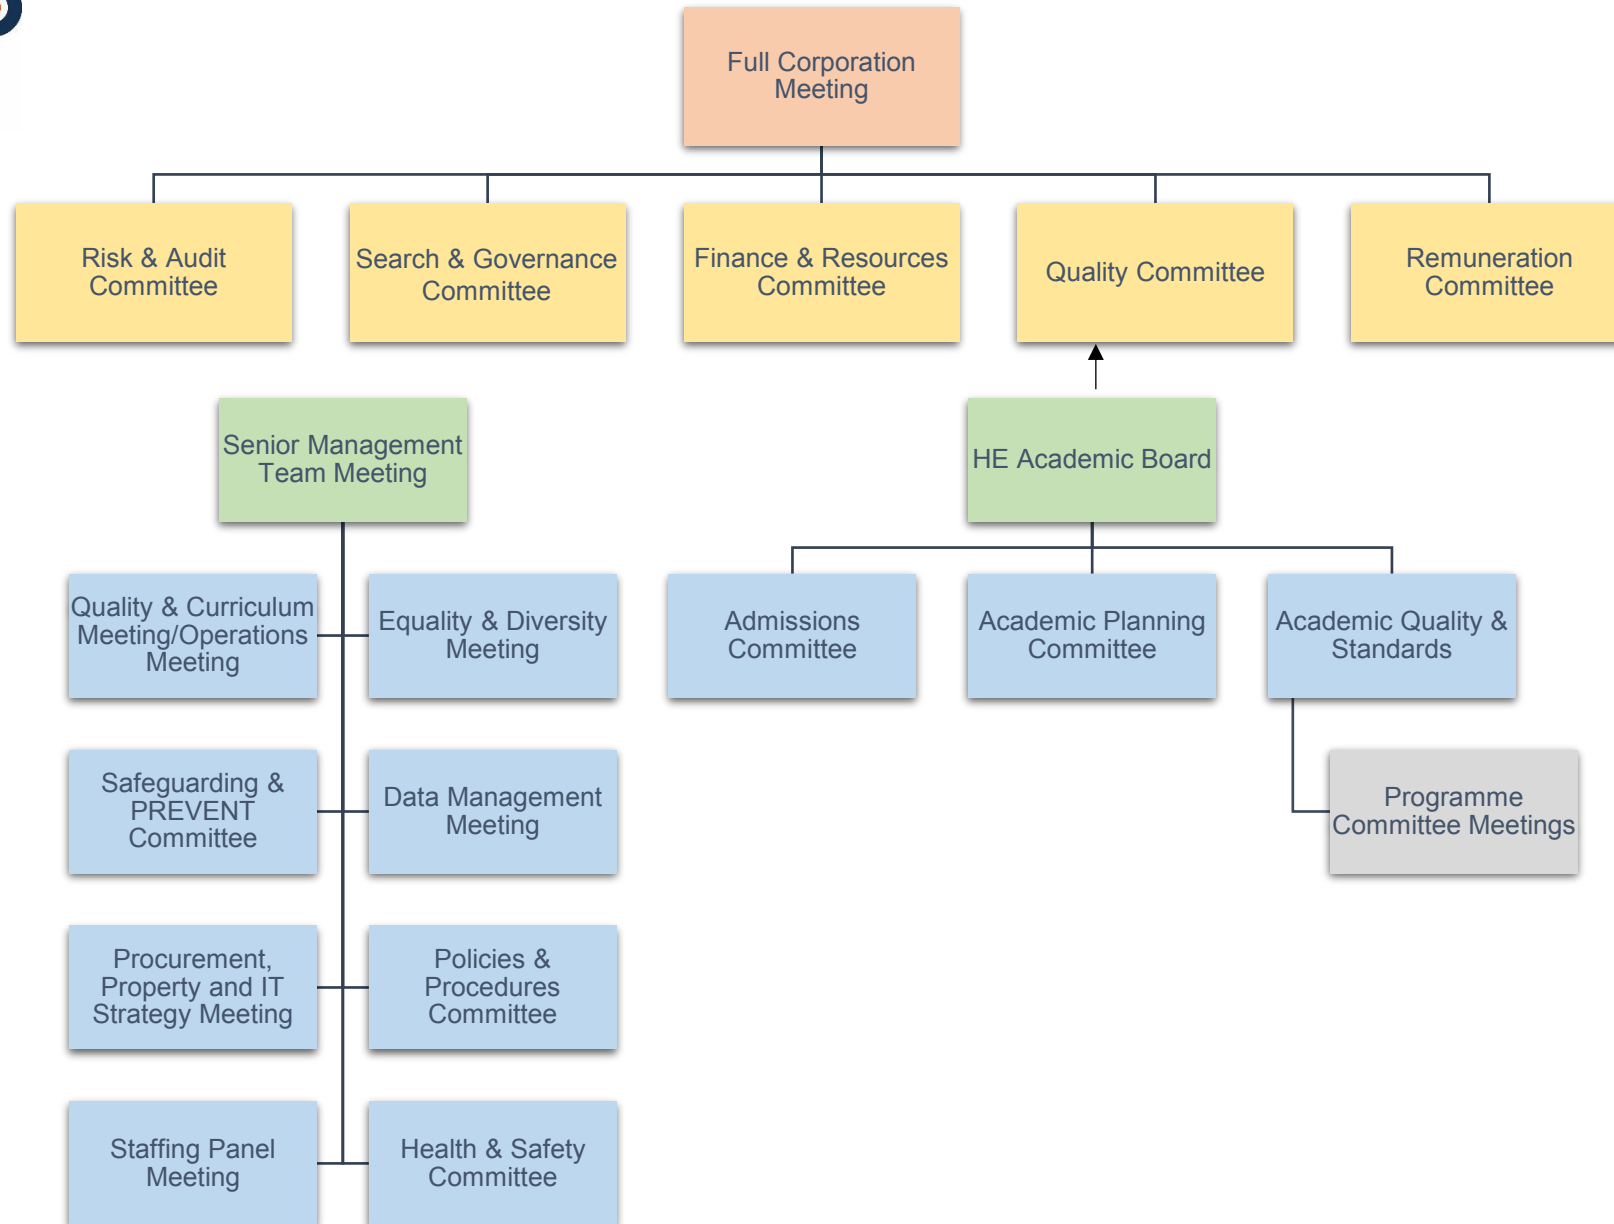 Full Corporation
Meeting
Risk & Audit
Committee
Search & Governance
Committee
Finance & Resources
Committee
Quality Committee
Remuneration
Committee
Senior Management
Team Meeting
HE Academic Board
Quality & Curriculum
Meeting/Operations
Meeting
Equality & Diversity
Meeting
Admissions
Committee
Academic Planning
Committee
Academic Quality &
Standards
Safeguarding &
PREVENT
Committee
Data Management
Meeting
Programme
Committee Meetings
Procurement,
Property and IT
Strategy Meeting
Policies &
Procedures
Committee
Staffing Panel
Meeting
Health & Safety
Committee